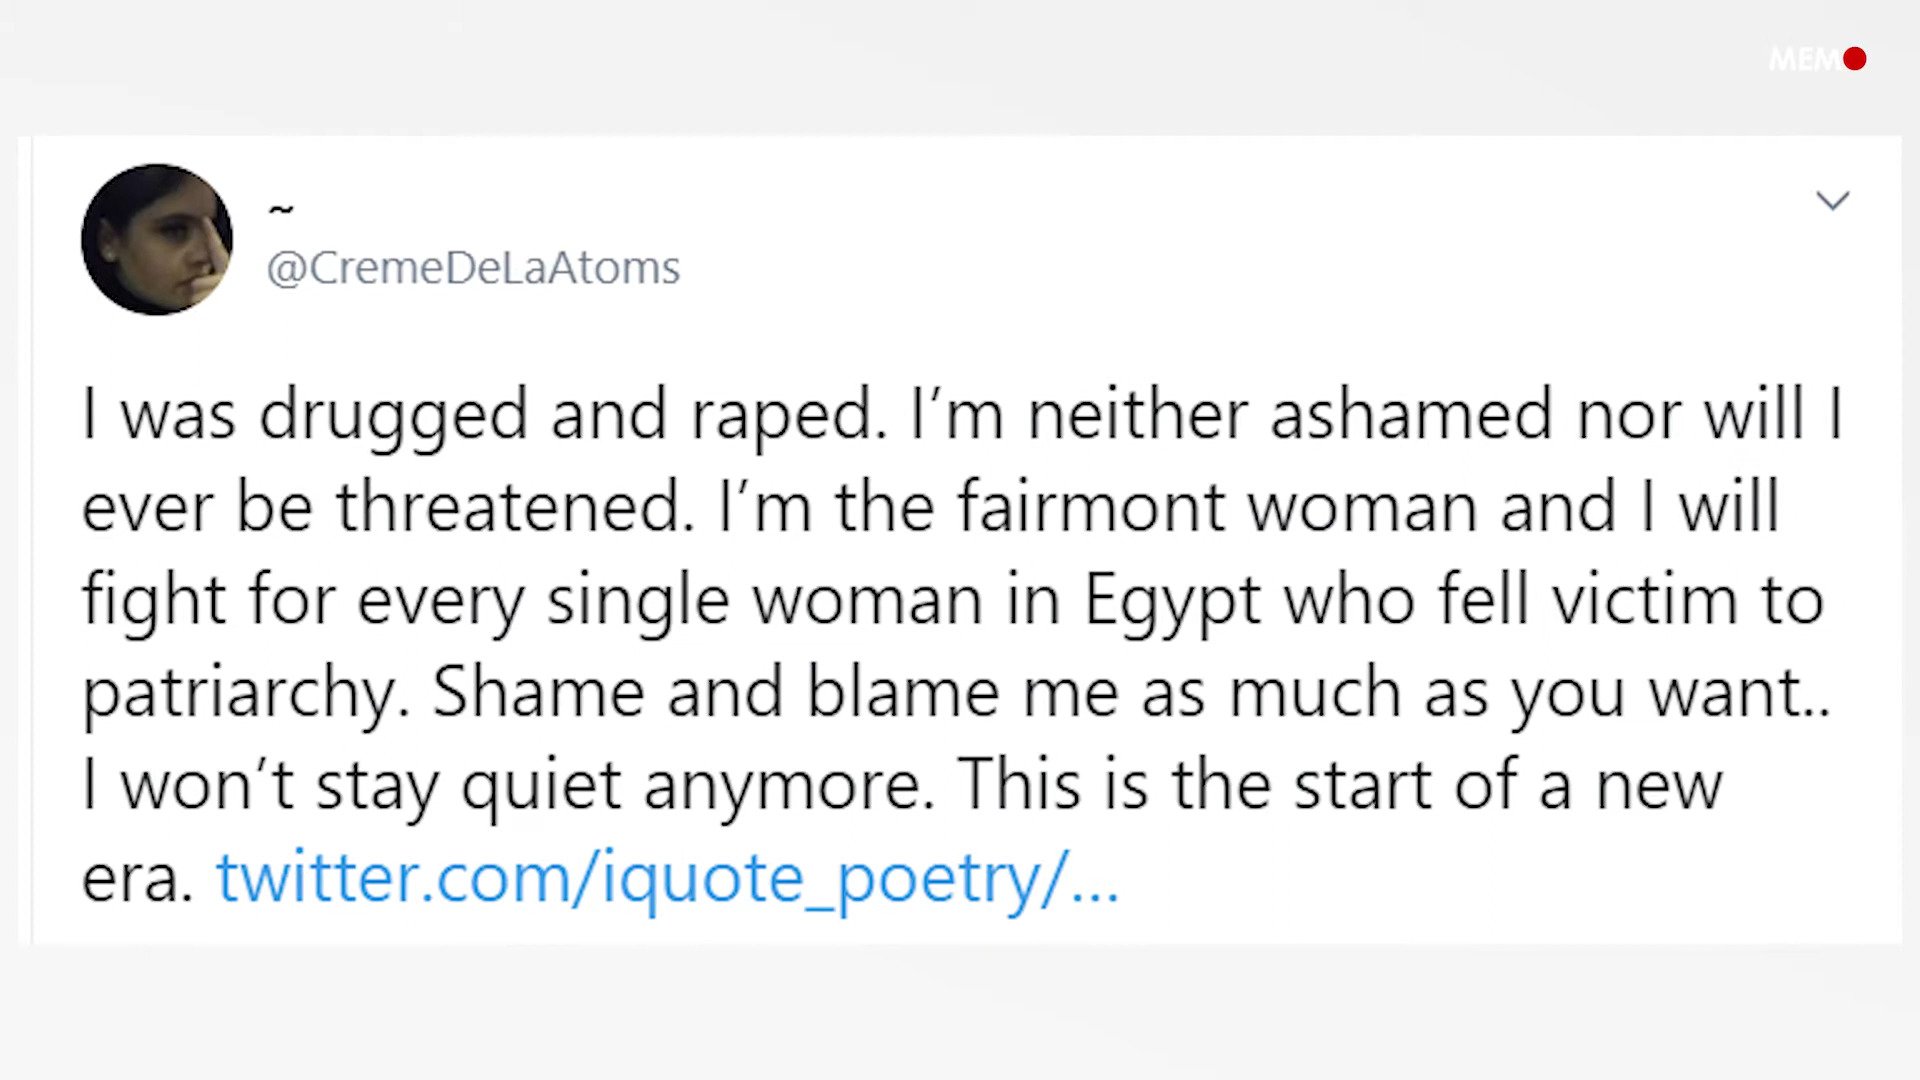 MEMO
~
@CremeDeLaAtoms
I was drugged and raped. I’m neither ashamed nor will I
ever be threatened. I’m the fairmont woman and I will
fight for every single woman in Egypt who fell victim to
patriarchy. Shame and blame me as much as you want..
I won’t stay quiet anymore. This is the start of a new
era. twitter.com/iquote_poetry/...